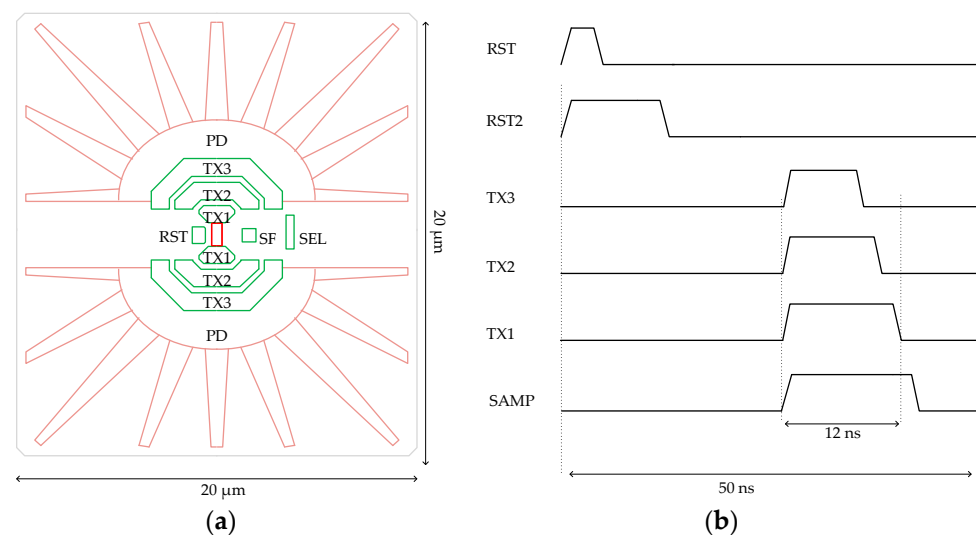 PD
TX3
TX2
TX1
RST
SF
SEL
TX1
TX2
TX3
PD
20 μm
20 μm
(a)
RST
RST2
TX3
TX2
TX1
SAMP
12 ns
50 ns
(b)